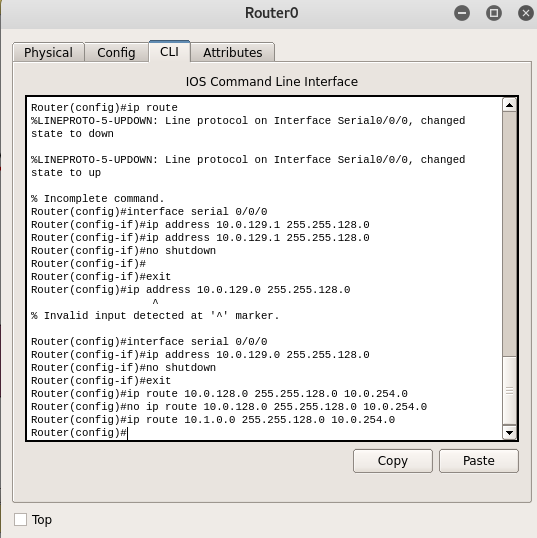 Router0
Physical
Config
CLI
Attributes
IOS Command Line Interface
Router(config)#ip route
%LINEPROTO-5-UPDOWN: Line protocol on Interface Serial0/0/0, changed
state to down
%LINEPROTO-5-UPDOWN: Line protocol on Interface Serial0/0/0, changed
state to up
% Incomplete command.
Router(config)#interface serial 0/0/0
Router(config-if)#ip address 10.0.129.1 255.255.128.0
Router(config-if)#ip address 10.0.129.1 255.255.128.0
Router(config-if)#no shutdown
Router(config-if)#
Router(config-if)#exit
Router(config)#ip address 10.0.129.0 255.255.128.0
^
% Invalid input detected at '^' marker.
Router(config)#interface serial 0/0/0
Router(config-if)#ip address 10.0.129.0 255.255.128.0
Router(config-if)#no shutdown
Router(config-if)#exit
Router(config)#ip route 10.0.128.0 255.255.128.0 10.0.254.0
Router(config)#no ip route 10.0.128.0 255.255.128.0 10.0.254.0
Router(config)#ip route 10.1.0.0 255.255.128.0 10.0.254.0
Router(config)#
Copy
Paste
Top